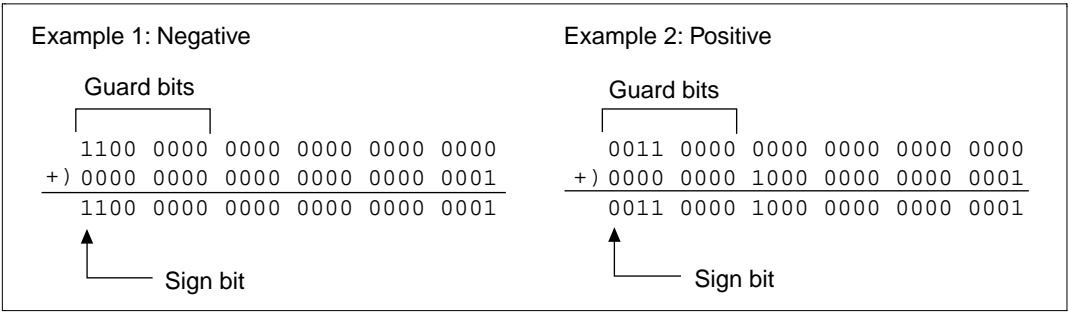 Example 1: Negative
Guard bits
1100 0000 0000 0000 0000 0000
+) 0000 0000 0000 0000 0000 0001
1100 0000 0000 0000 0000 0001
Sign bit
Example 2: Positive
Guard bits
0011 0000 0000 0000 0000 0000
+) 0000 0000 1000 0000 0000 0001
0011 0000 1000 0000 0000 0001
Sign bit